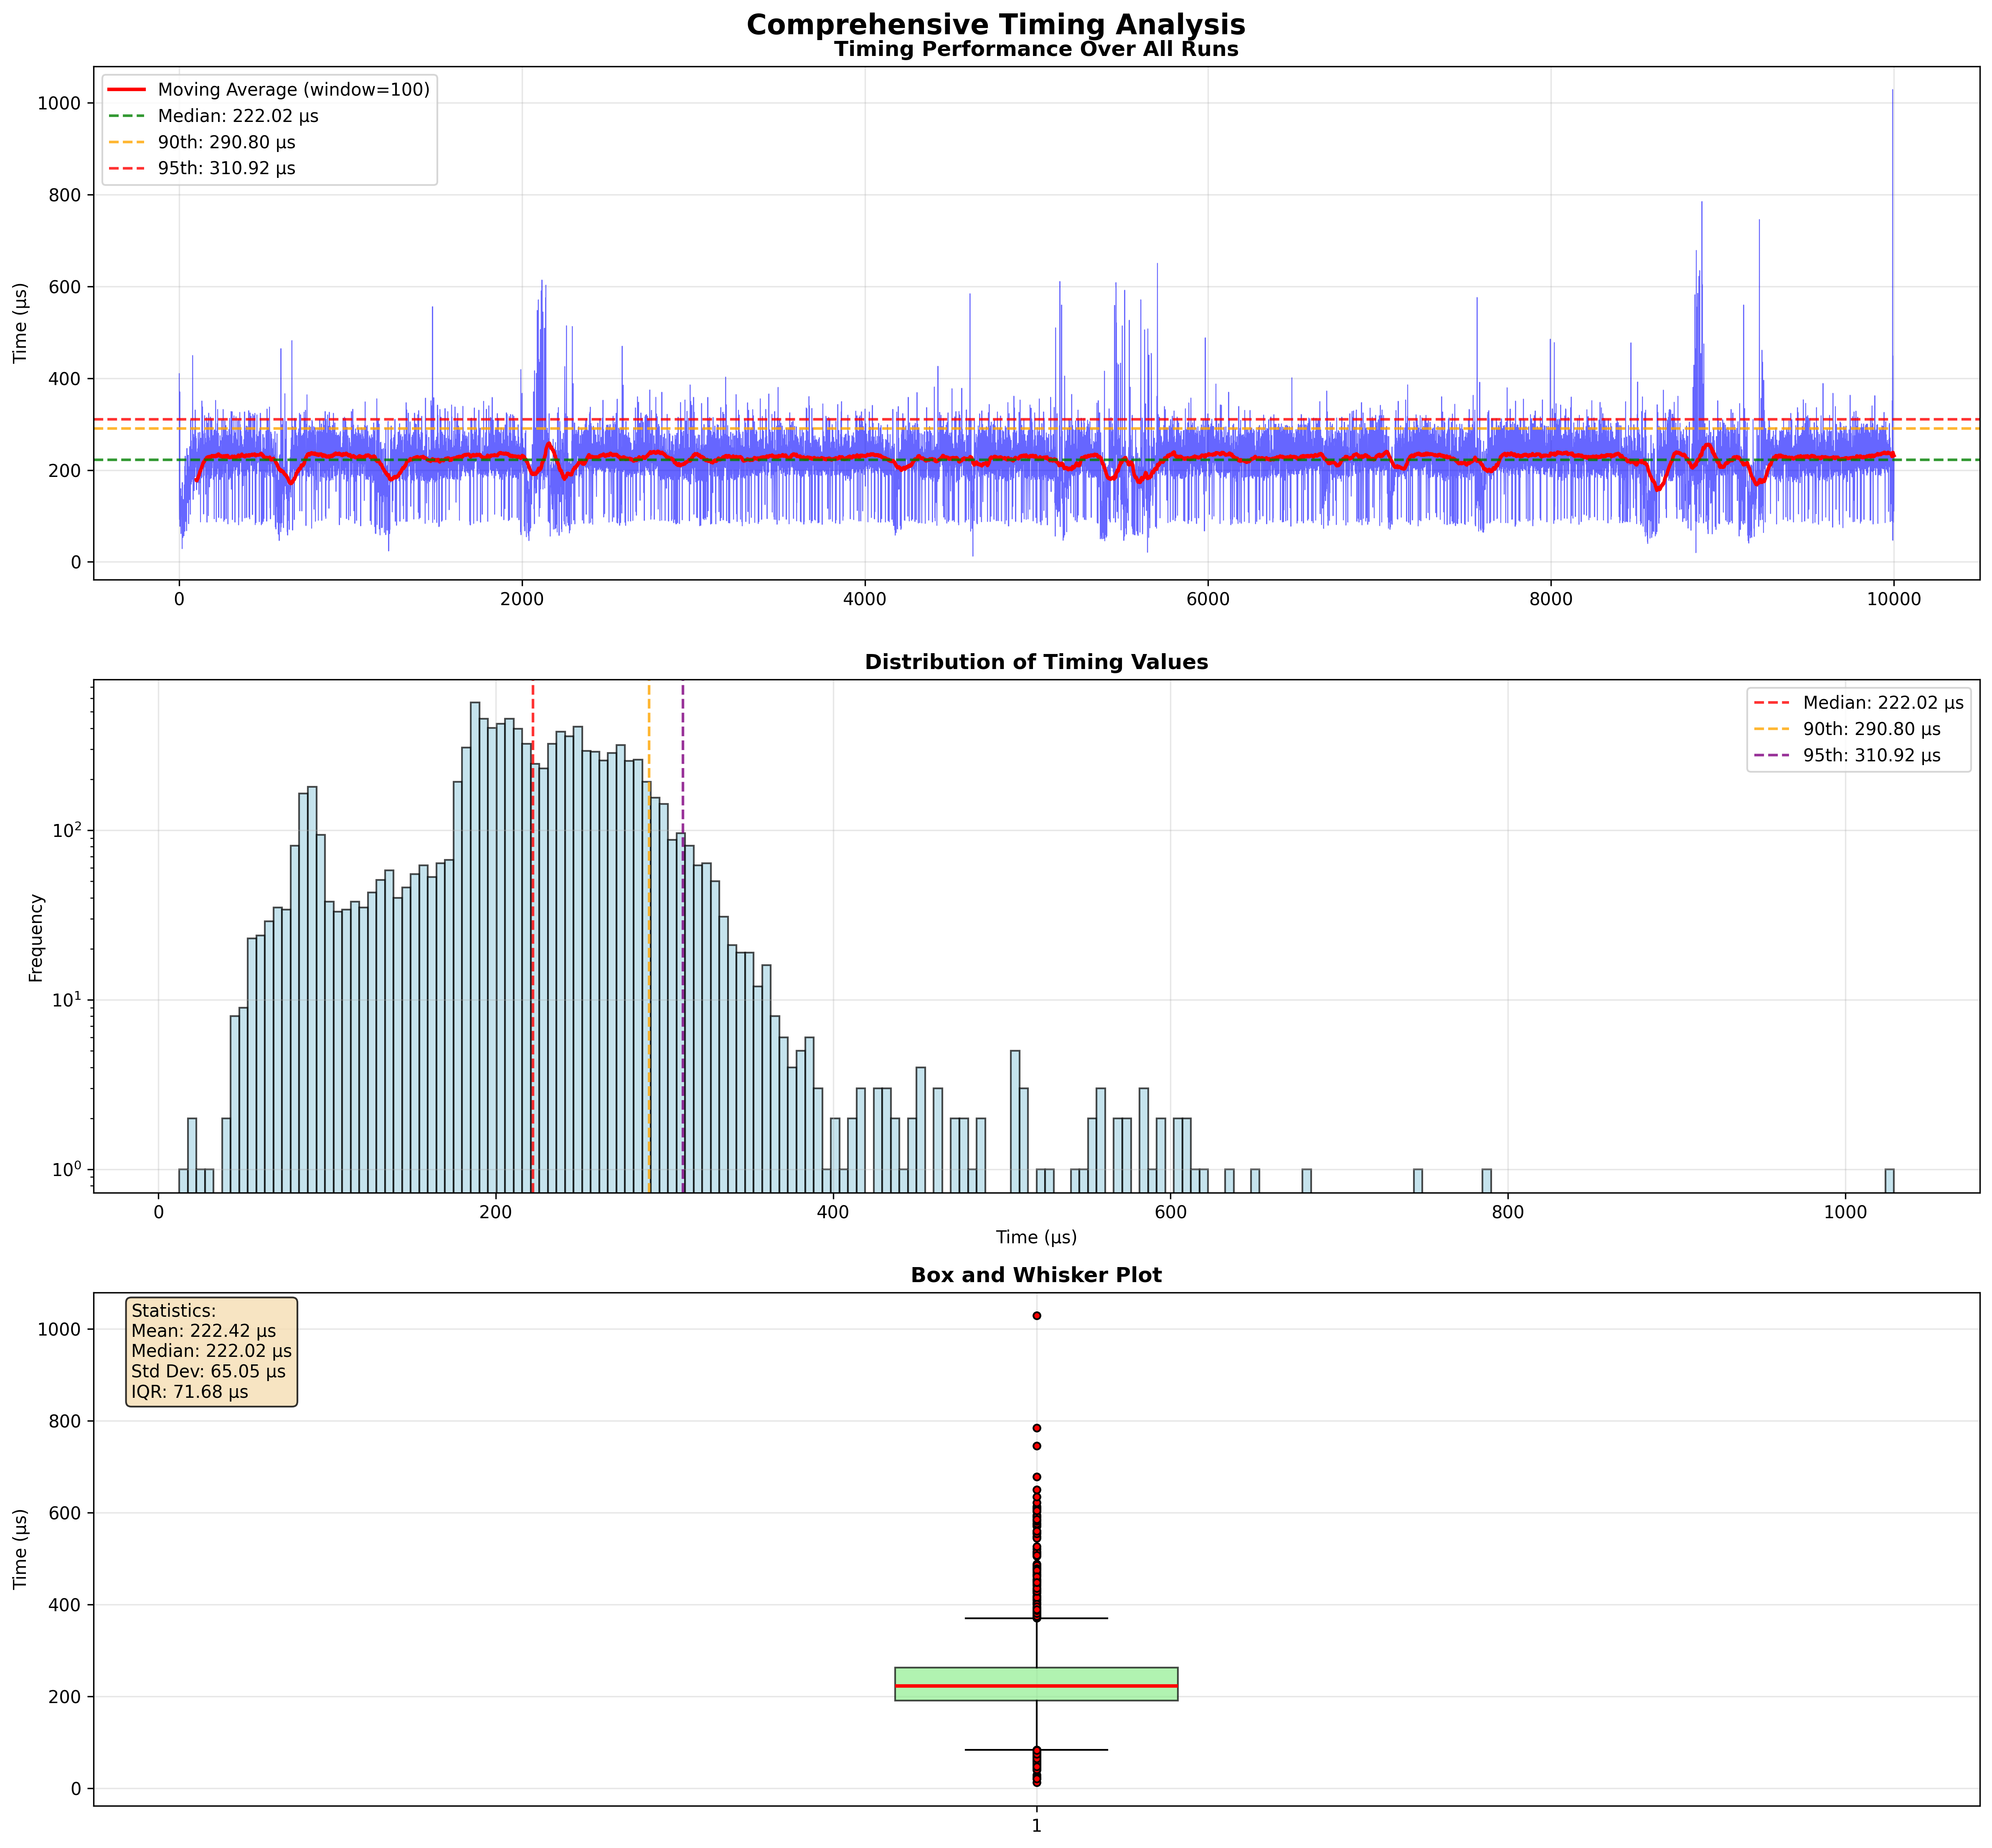 Comprehensive Timing Analysis
Timing Performance Over All Runs
Moving Average (window=100)
Median: 222.02 µs
90th: 290.80 µs
95th: 310.92 µs
Time (µs)
1000
800
600
400
200
0
0 2000 4000 6000 8000 10000
Distribution of Timing Values
Median: 222.02 µs
90th: 290.80 µs
95th: 310.92 µs
Frequency
10²
10¹
10⁰
0 200 400 600 800 1000
Time (µs)
Box and Whisker Plot
Statistics:
Mean: 222.42 µs
Median: 222.02 µs
Std Dev: 65.05 µs
IQR: 71.68 µs
Time (µs)
1000
800
600
400
200
0
1